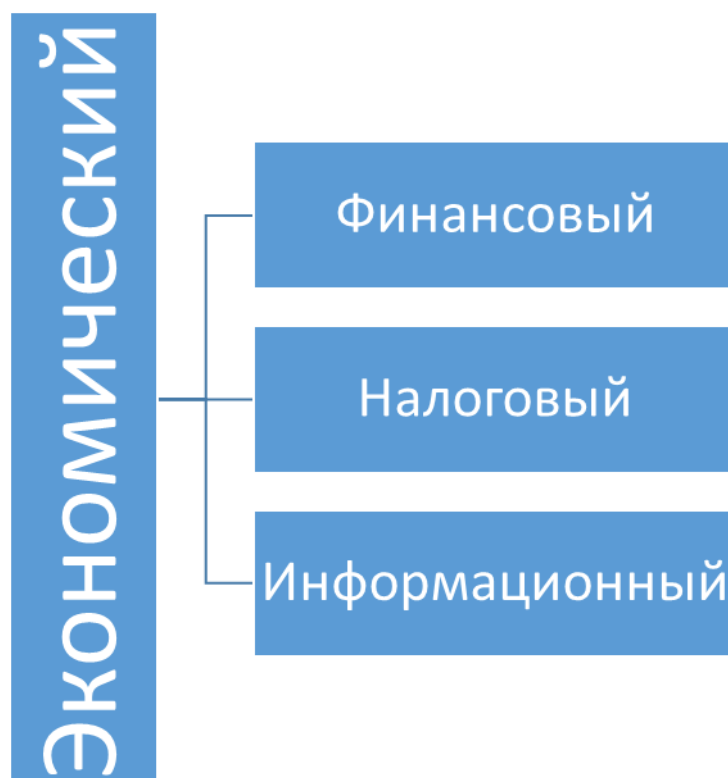 Экономический
Финансовый
Налоговый
Информационный